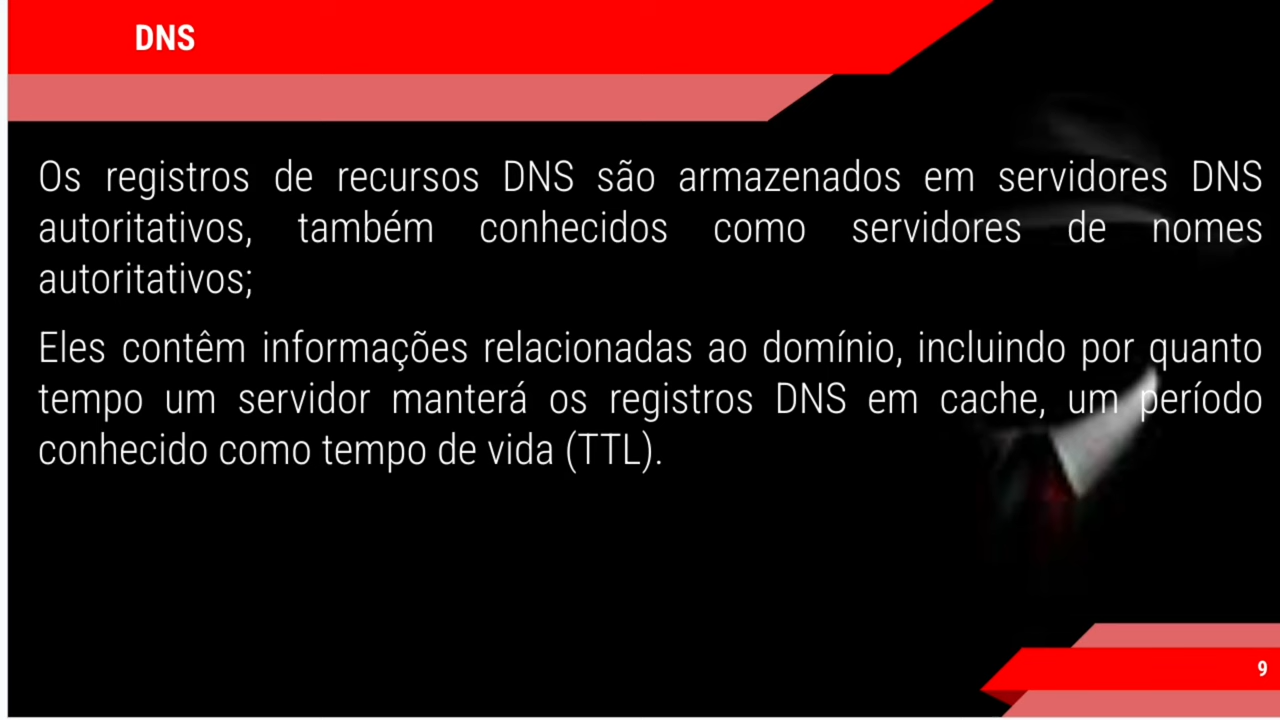 DNS
Os registros de recursos DNS são armazenados em servidores DNS
autoritativos, também conhecidos como servidores de nomes
autoritativos;
Eles contêm informações relacionadas ao domínio, incluindo por quanto
tempo um servidor manterá os registros DNS em cache, um período
conhecido como tempo de vida (TTL).
9